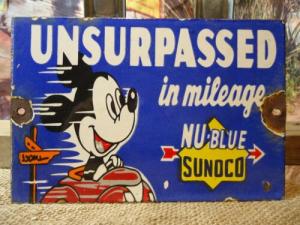 UNSURPASSED
in mileage
NU-BLUE
SUNOCO